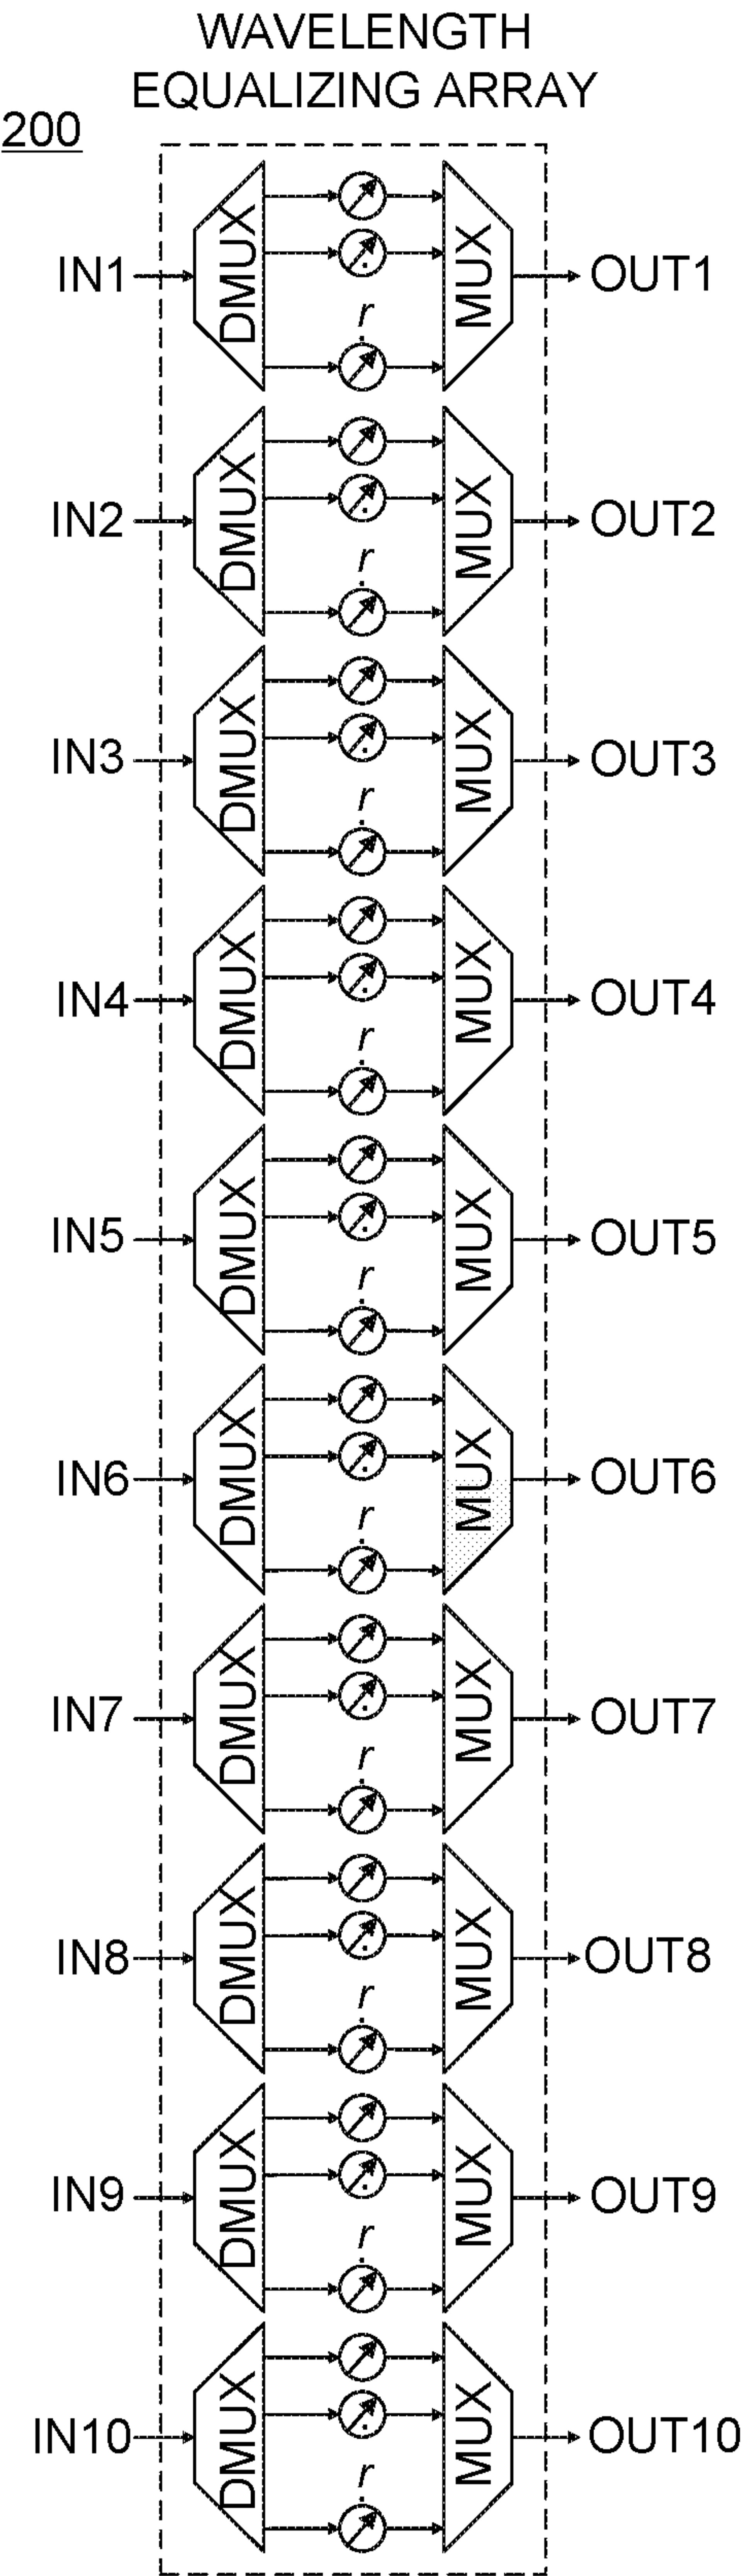 WAVELENGTH
EQUALIZING ARRAY
200
IN1 DMUX r MUX OUT1
IN2 DMUX r MUX OUT2
IN3 DMUX r MUX OUT3
IN4 DMUX r MUX OUT4
IN5 DMUX r MUX OUT5
IN6 DMUX r MUX OUT6
IN7 DMUX r MUX OUT7
IN8 DMUX r MUX OUT8
IN9 DMUX r MUX OUT9
IN10 DMUX r MUX OUT10